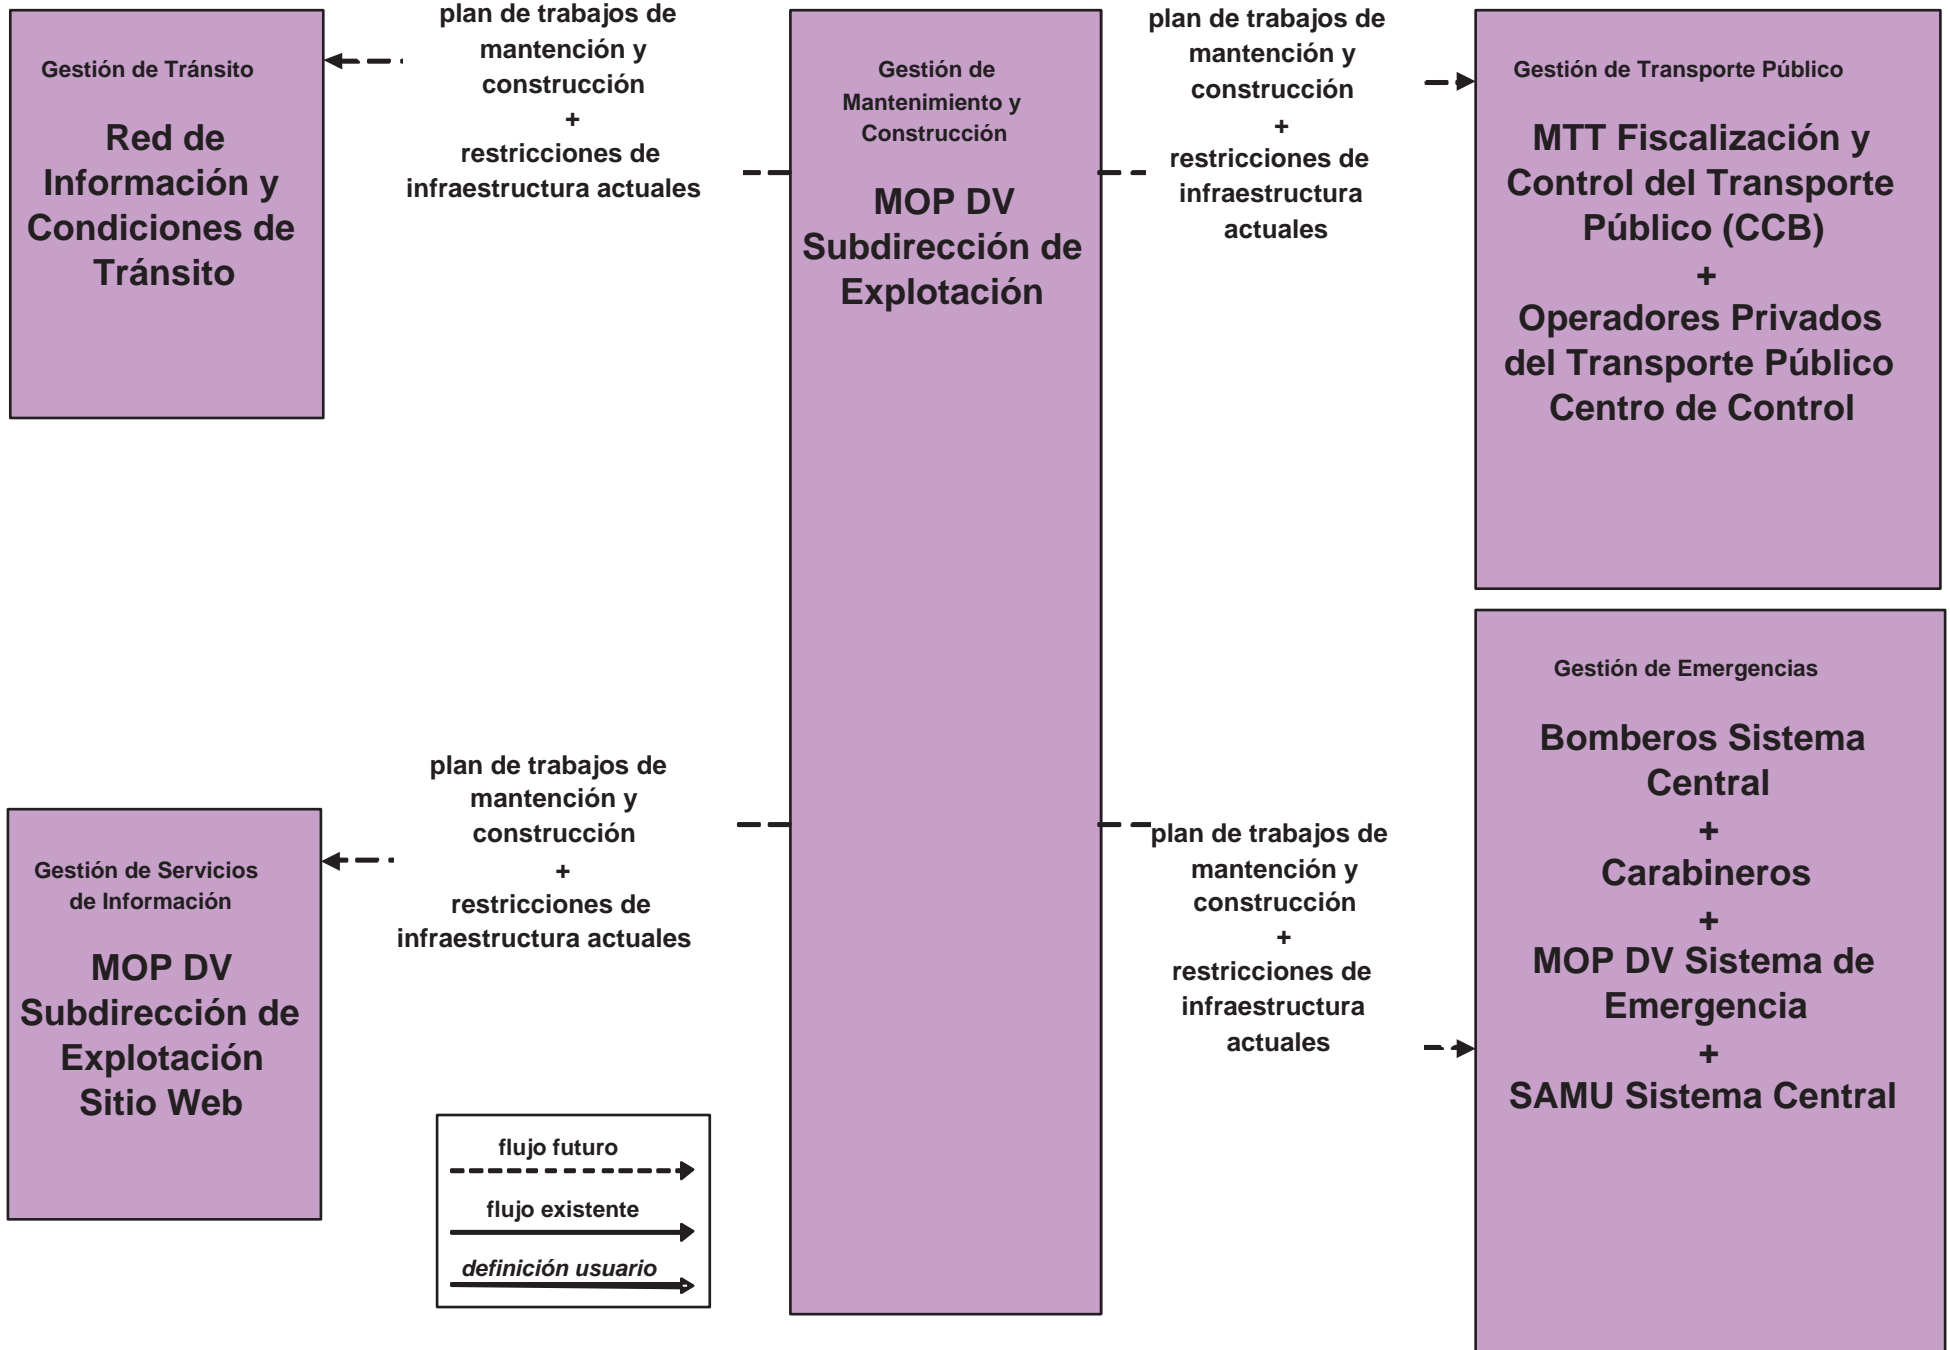 Gestión de Tránsito
Red de
Información y
Condiciones de
Tránsito
plan de trabajos de
mantención y
construcción
+
restricciones de
infraestructura actuales
Gestión de
Mantenimiento y
Construcción
MOP DV
Subdirección de
Explotación
plan de trabajos de
mantención y
construcción
+
restricciones de
infraestructura
actuales
Gestión de Transporte Público
MTT Fiscalización y
Control del Transporte
Público (CCB)
+
Operadores Privados
del Transporte Público
Centro de Control
Gestión de Servicios
de Información
MOP DV
Subdirección de
Explotación
Sitio Web
plan de trabajos de
mantención y
construcción
+
restricciones de
infraestructura actuales
plan de trabajos de
mantención y
construcción
+
restricciones de
infraestructura
actuales
Gestión de Emergencias
Bomberos Sistema
Central
+
Carabineros
+
MOP DV Sistema de
Emergencia
+
SAMU Sistema Central
flujo futuro
flujo existente
definición usuario